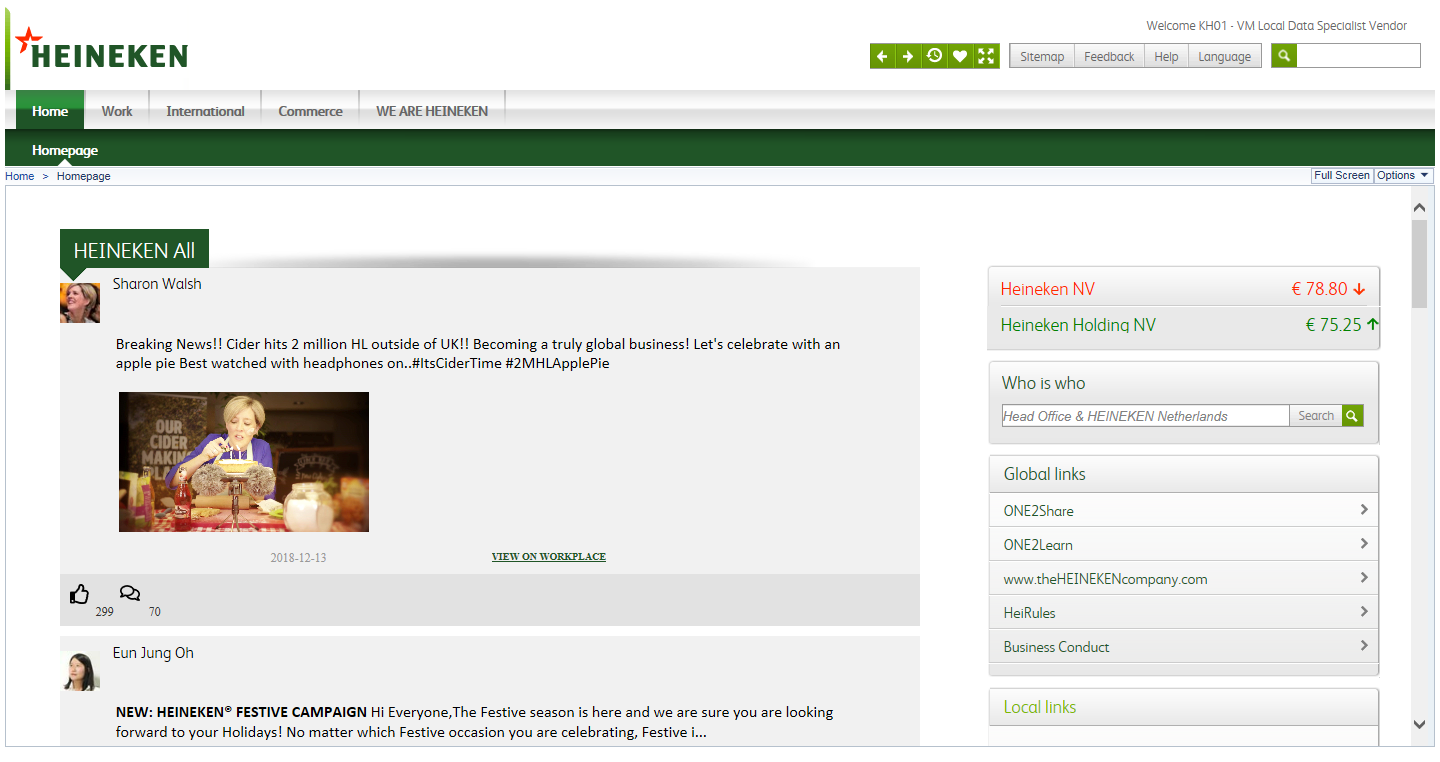 Welcome KH01 - VM Local Data Specialist Vendor
HEINEKEN
Sitemap Feedback Help Language
Home Work International Commerce WE ARE HEINEKEN
Homepage
Home > Homepage
Full Screen Options
HEINEKEN All
Sharon Walsh
Breaking News!! Cider hits 2 million HL outside of UK!! Becoming a truly global business! Let's celebrate with an
apple pie Best watched with headphones on..#ItsCiderTime #2MHLApplePie
OUR
CIDER
MAKING
2018-12-13 VIEW ON WORKPLACE
299 70
Eun Jung Oh
NEW: HEINEKEN® FESTIVE CAMPAIGN Hi Everyone,The Festive season is here and we are sure you are looking
forward to your Holidays! No matter which Festive occasion you are celebrating, Festive i...
Heineken NV € 78.80
Heineken Holding NV € 75.25
Who is who
Head Office & HEINEKEN Netherlands Search
Global links
ONE2Share
ONE2Learn
www.theHEINEKENcompany.com
HeiRules
Business Conduct
Local links